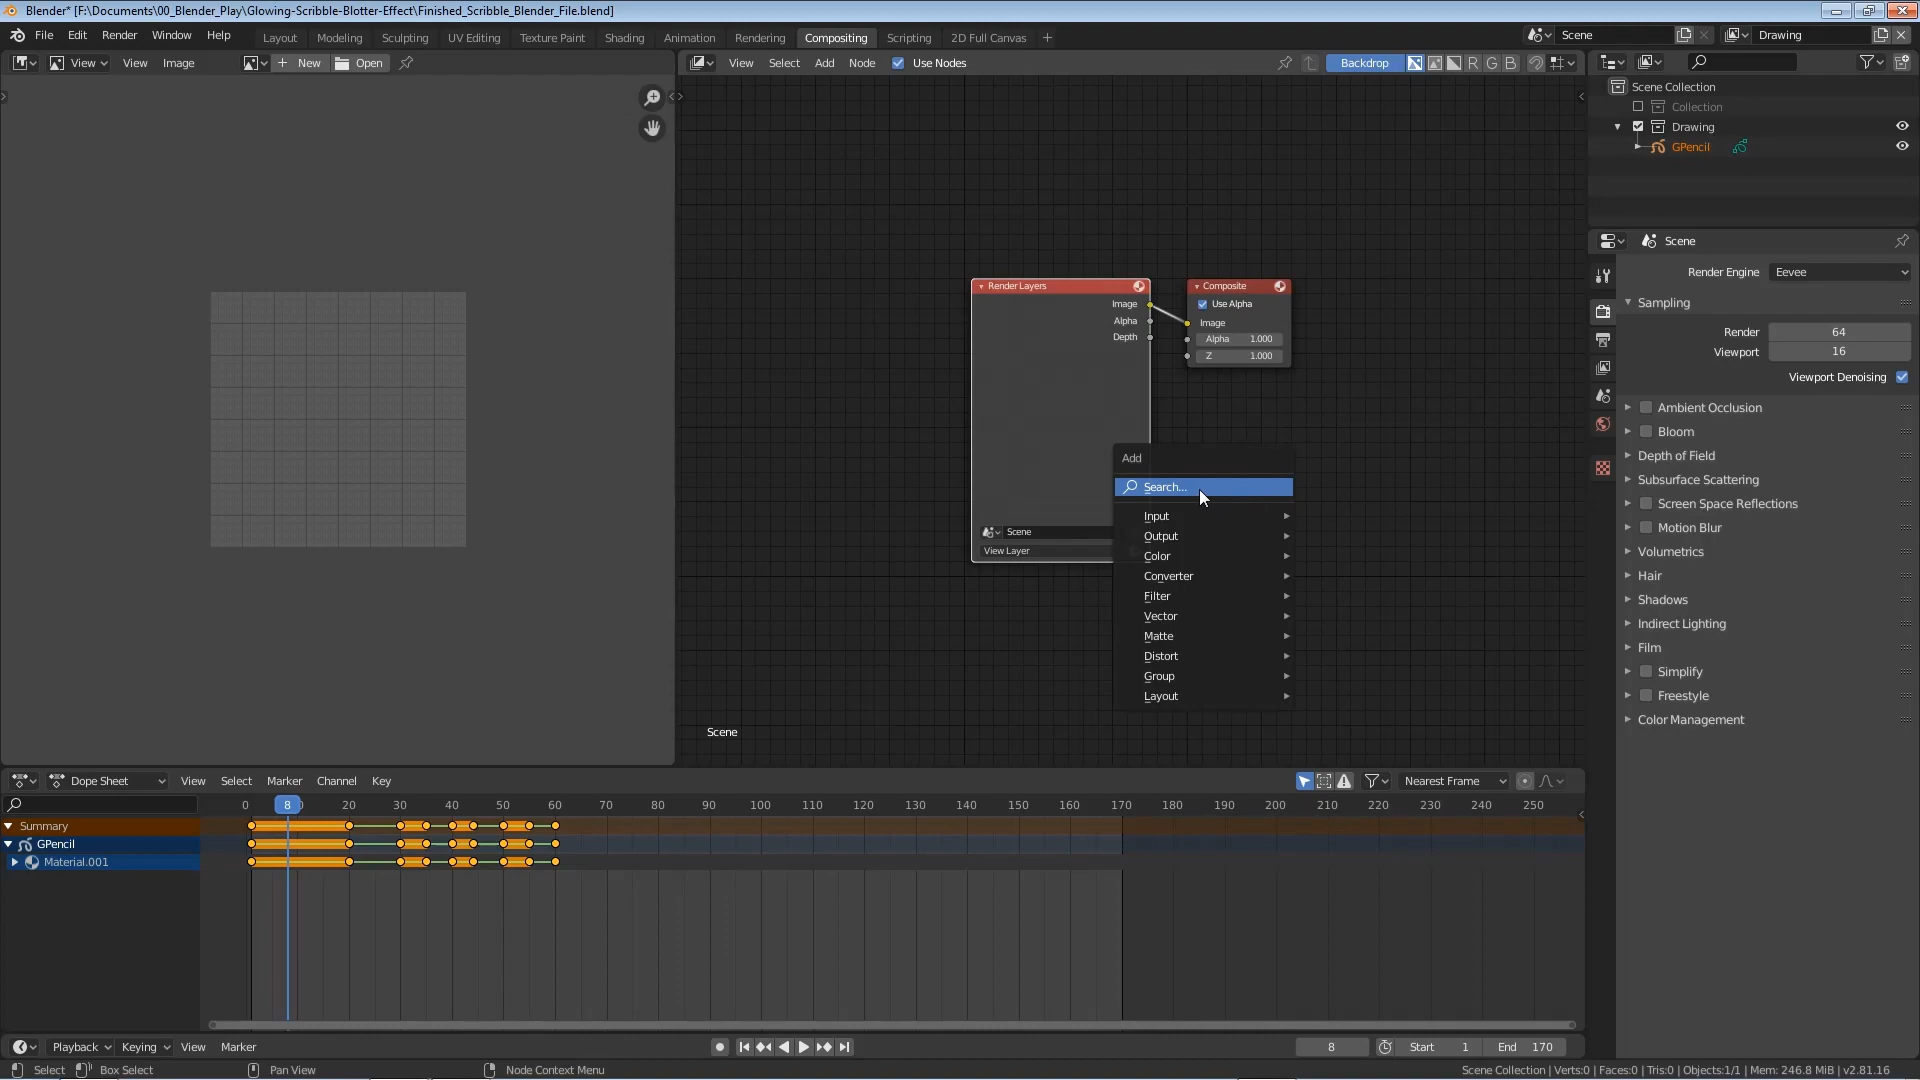 Blender* [F:\Documents\00_Blender_Play\Glowing-Scribble-Blotter-Effect\Finished_Scribble_Blender_File.blend]
File Edit Render Window Help Layout Modeling Sculpting UV Editing Texture Paint Shading Animation Rendering Compositing Scripting 2D Full Canvas + Scene Drawing
View View Image New Open View Select Add Node Use Nodes Backdrop R G B
Scene Collection
Collection
Drawing
GPencil
Scene
Render Engine Eevee
Sampling
Render 64
Viewport 16
Viewport Denoising
Ambient Occlusion
Bloom
Depth of Field
Subsurface Scattering
Screen Space Reflections
Motion Blur
Volumetrics
Hair
Shadows
Indirect Lighting
Film
Simplify
Freestyle
Color Management
Render Layers
Image
Alpha
Depth
Scene
View Layer
Composite
Use Alpha
Image
Alpha 1.000
Z 1.000
Add
Search...
Input
Output
Color
Converter
Filter
Vector
Matte
Distort
Group
Layout
Scene
Dope Sheet View Select Marker Channel Key Nearest Frame
0 8 20 30 40 50 60 70 80 90 100 110 120 130 140 150 160 170 180 190 200 210 220 230 240 250
Summary
GPencil
Material.001
Playback Keying View Marker 8 Start 1 End 170
Select Box Select Pan View Node Context Menu Scene Collection | Verts:0 | Faces:0 | Tris:0 | Objects:1/1 | Mem: 246.8 MiB | v2.81.16